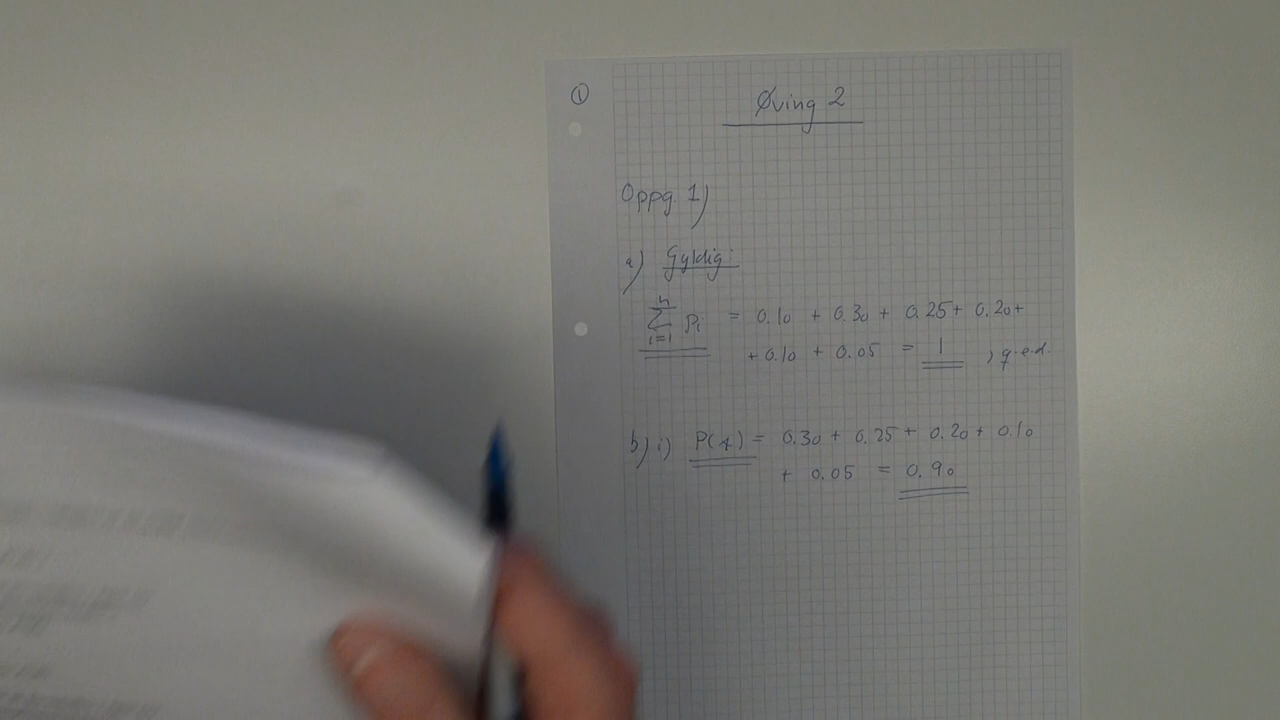 ①
Øving 2
Oppg. 1)
a) Gyldig:
n
∑ pᵢ = 0.10 + 0.30 + 0.25 + 0.20 +
i=1
+ 0.10 + 0.05 = 1 , q.e.d.
b) i) P(A) = 0.30 + 0.25 + 0.20 + 0.10
+ 0.05 = 0.90